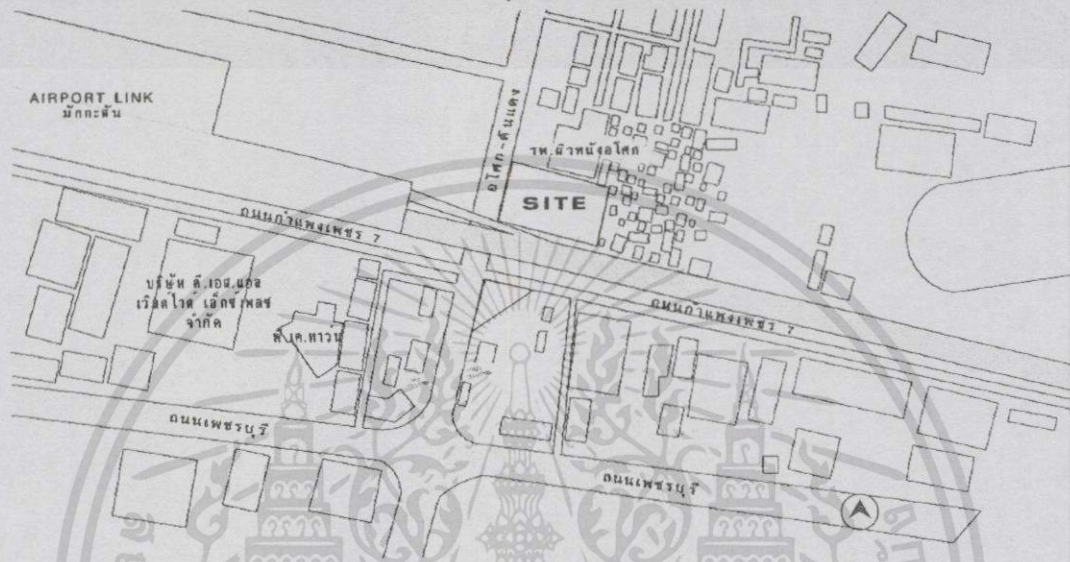 AIRPORT LINK
มักกะสัน
อโศก-ดินแดง
รพ.ผิวหนังอโศก
SITE
ถนนกำแพงเพชร 7
บริษัท ดี.เอช.แอล
เวิลด์ไวด์ เอ็กซ์เพลส
จำกัด
พี.เค.ทาวน์
ถนนกำแพงเพชร 7
ถนนเพชรบุรี
ถนนเพชรบุรี